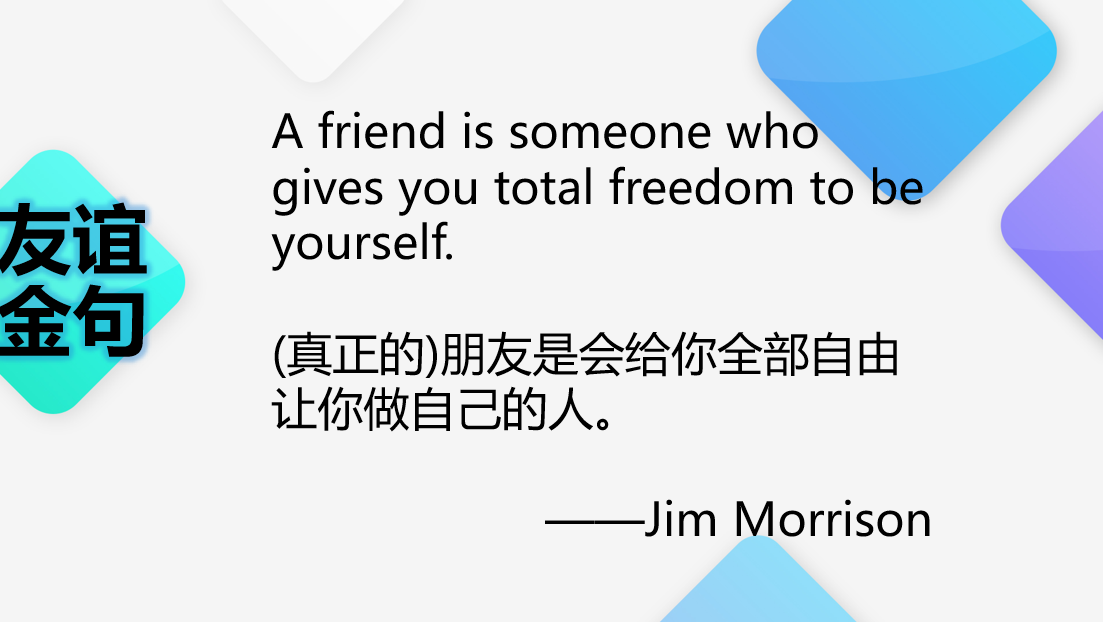 友谊
金句
A friend is someone who
gives you total freedom to be
yourself.
(真正的)朋友是会给你全部自由
让你做自己的人。
——Jim Morrison